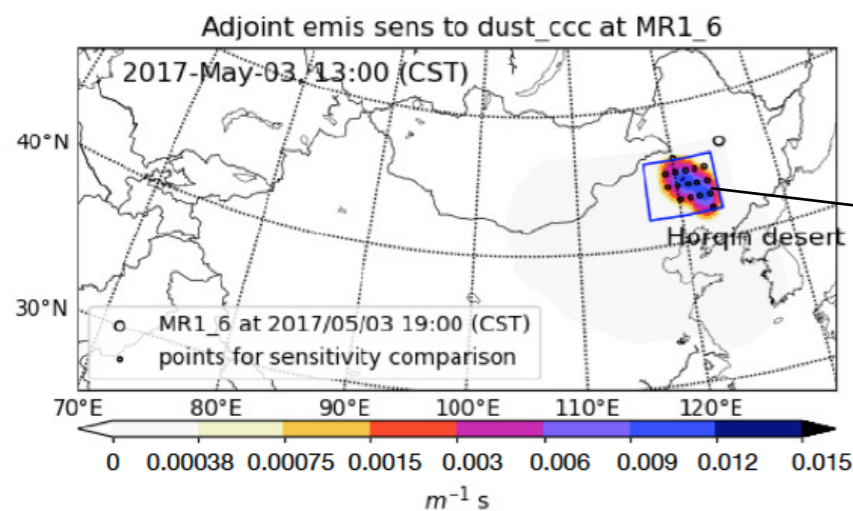 Adjoint emis sens to dust_ccc at MR1_6
2017-May-03, 13:00 (CST)
40°N
Horqin desert
30°N
MR1_6 at 2017/05/03 19:00 (CST)
points for sensitivity comparison
70°E 80°E 90°E 100°E 110°E 120°E
0 0.00038 0.00075 0.0015 0.003 0.006 0.009 0.012 0.015
m⁻¹ s